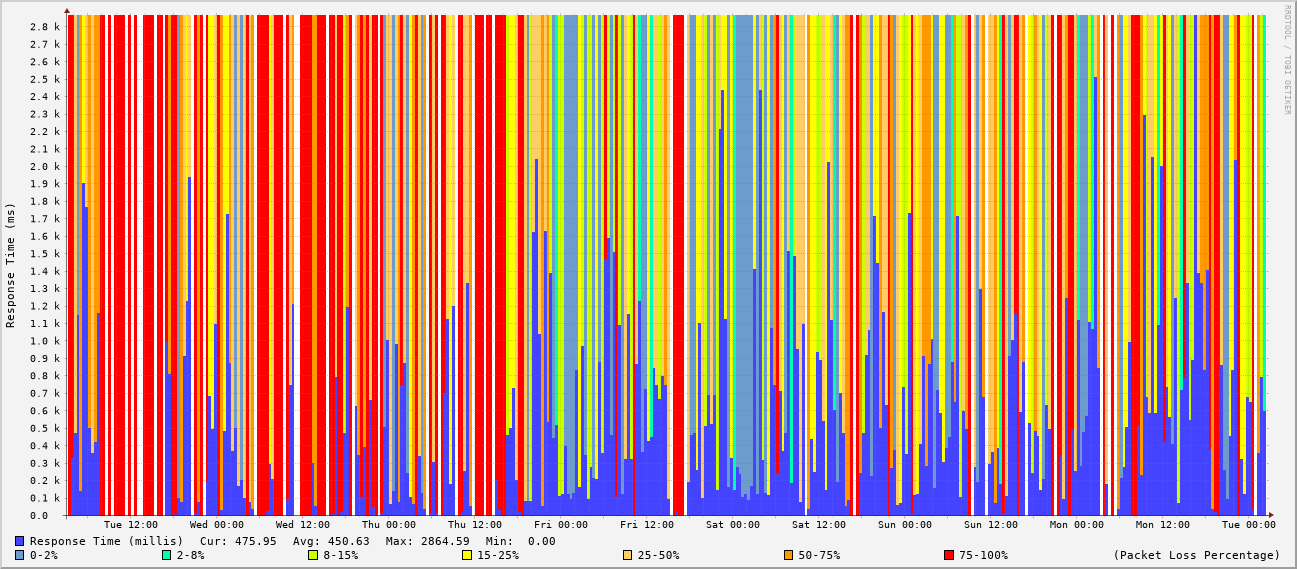 RRDTOOL / TOBI OETIKER
Response Time (ms)
2.8 k
2.7 k
2.6 k
2.5 k
2.4 k
2.3 k
2.2 k
2.1 k
2.0 k
1.9 k
1.8 k
1.7 k
1.6 k
1.5 k
1.4 k
1.3 k
1.2 k
1.1 k
1.0 k
0.9 k
0.8 k
0.7 k
0.6 k
0.5 k
0.4 k
0.3 k
0.2 k
0.1 k
0.0
Tue 12:00 Wed 00:00 Wed 12:00 Thu 00:00 Thu 12:00 Fri 00:00 Fri 12:00 Sat 00:00 Sat 12:00 Sun 00:00 Sun 12:00 Mon 00:00 Mon 12:00 Tue 00:00
Response Time (millis) Cur: 475.95 Avg: 450.63 Max: 2864.59 Min: 0.00
0-2% 2-8% 8-15% 15-25% 25-50% 50-75% 75-100% (Packet Loss Percentage)